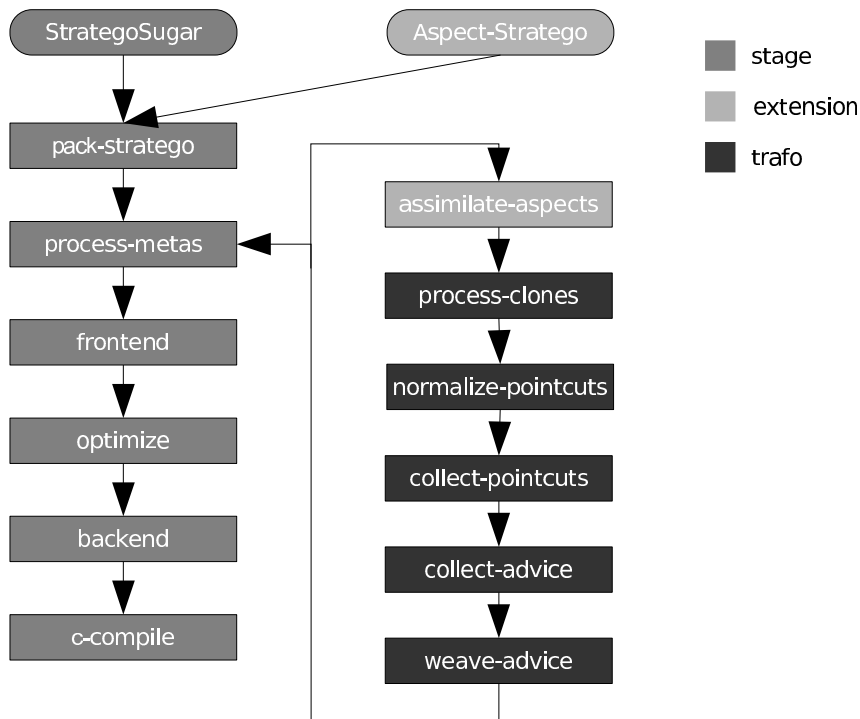 StrategoSugar
pack-stratego
process-metas
frontend
optimize
backend
c-compile
Aspect-Stratego
assimilate-aspects
process-clones
normalize-pointcuts
collect-pointcuts
collect-advice
weave-advice
stage
extension
trafo